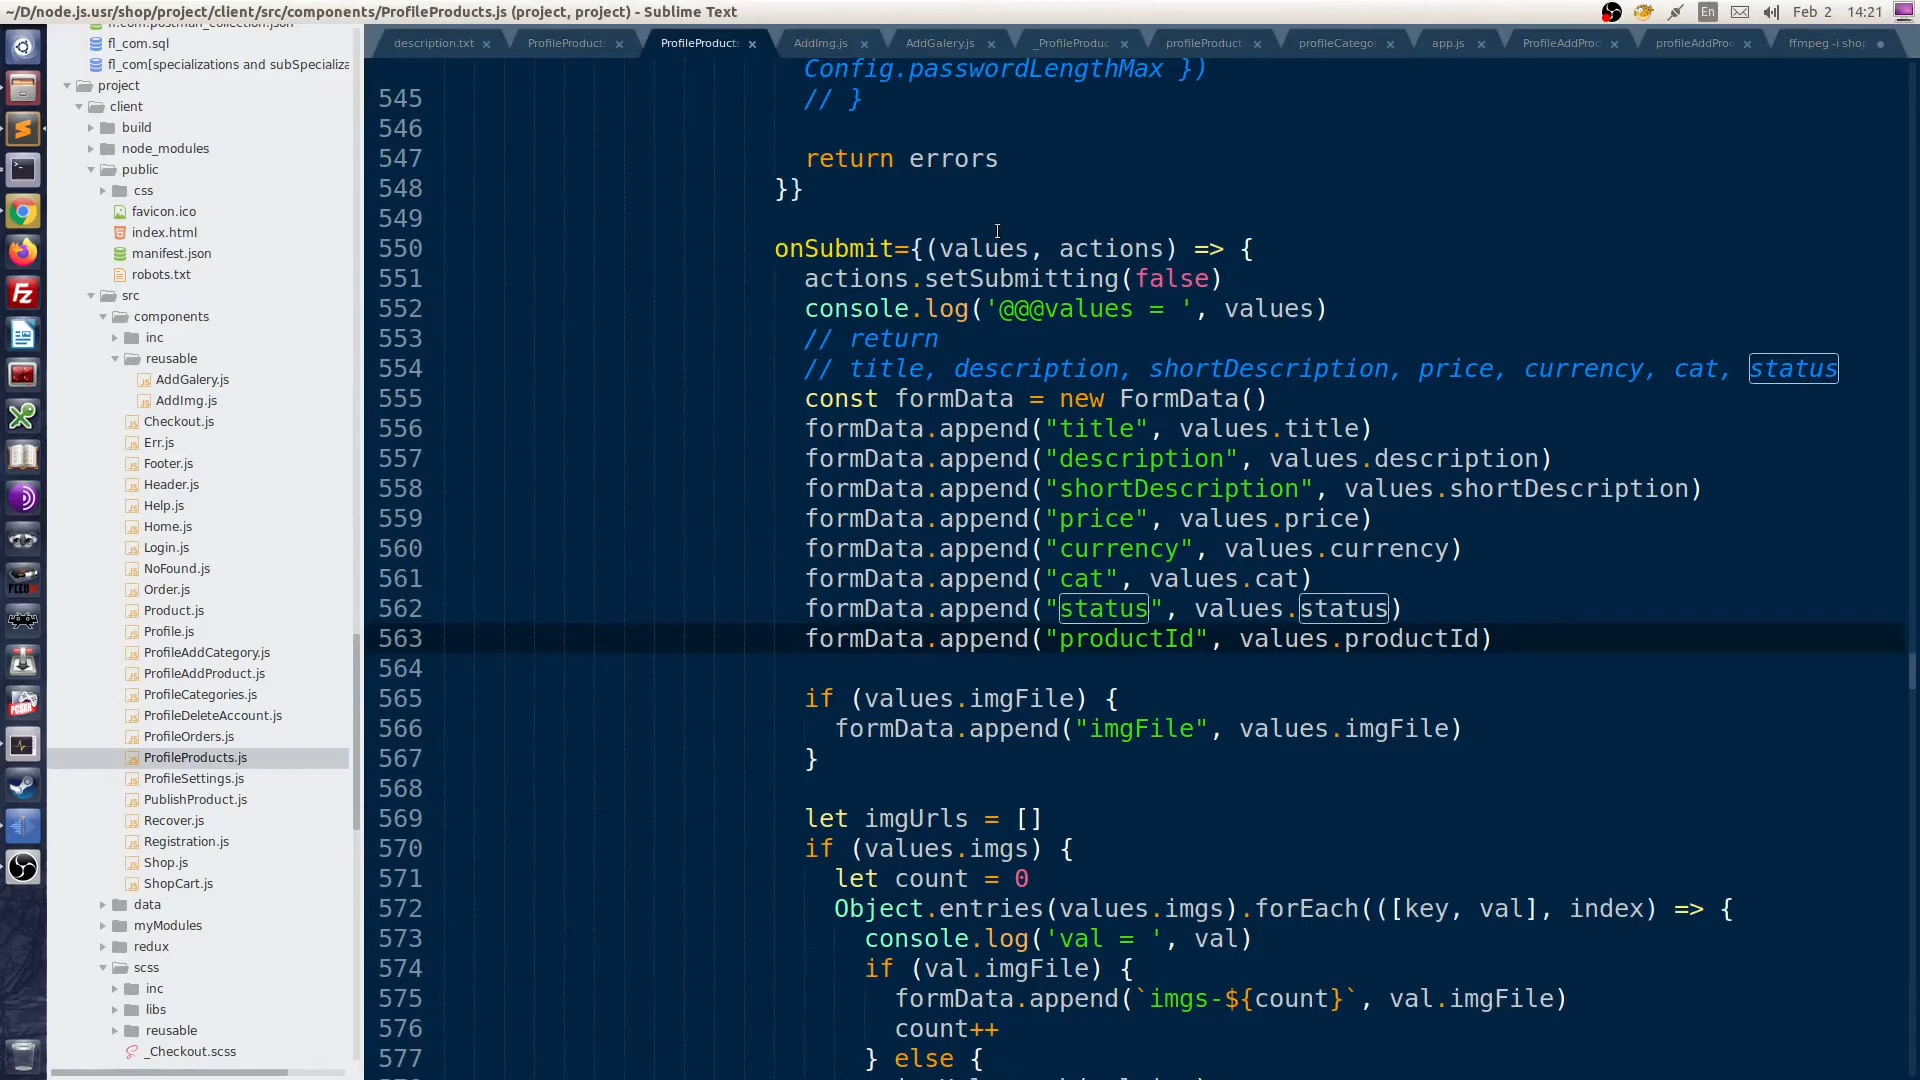 ~/D/node.js.usr/shop/project/client/src/components/ProfileProducts.js (project, project) - Sublime Text
En
Feb 2
14:21
fl_com.sql
fl_com[specializations and subSpecializa
project
client
build
node_modules
public
css
favicon.ico
index.html
manifest.json
robots.txt
src
components
inc
reusable
AddGalery.js
AddImg.js
Checkout.js
Err.js
Footer.js
Header.js
Help.js
Home.js
Login.js
NoFound.js
Order.js
Product.js
Profile.js
ProfileAddCategory.js
ProfileAddProduct.js
ProfileCategories.js
ProfileDeleteAccount.js
ProfileOrders.js
ProfileProducts.js
ProfileSettings.js
PublishProduct.js
Recover.js
Registration.js
Shop.js
ShopCart.js
data
myModules
redux
scss
inc
libs
reusable
_Checkout.scss
description.txt
ProfileProduct
ProfileProduct
AddImg.js
AddGalery.js
_ProfileProduc
profileProduct
profileCatego
app.js
ProfileAddProd
profileAddProd
ffmpeg -i shop
Config.passwordLengthMax })
545 // }
546
547 return errors
548 }}
549
550 onSubmit={(values, actions) => {
551 actions.setSubmitting(false)
552 console.log('@@@values = ', values)
553 // return
554 // title, description, shortDescription, price, currency, cat, status
555 const formData = new FormData()
556 formData.append("title", values.title)
557 formData.append("description", values.description)
558 formData.append("shortDescription", values.shortDescription)
559 formData.append("price", values.price)
560 formData.append("currency", values.currency)
561 formData.append("cat", values.cat)
562 formData.append("status", values.status)
563 formData.append("productId", values.productId)
564
565 if (values.imgFile) {
566 formData.append("imgFile", values.imgFile)
567 }
568
569 let imgUrls = []
570 if (values.imgs) {
571 let count = 0
572 Object.entries(values.imgs).forEach(([key, val], index) => {
573 console.log('val = ', val)
574 if (val.imgFile) {
575 formData.append(`imgs-${count}`, val.imgFile)
576 count++
577 } else {